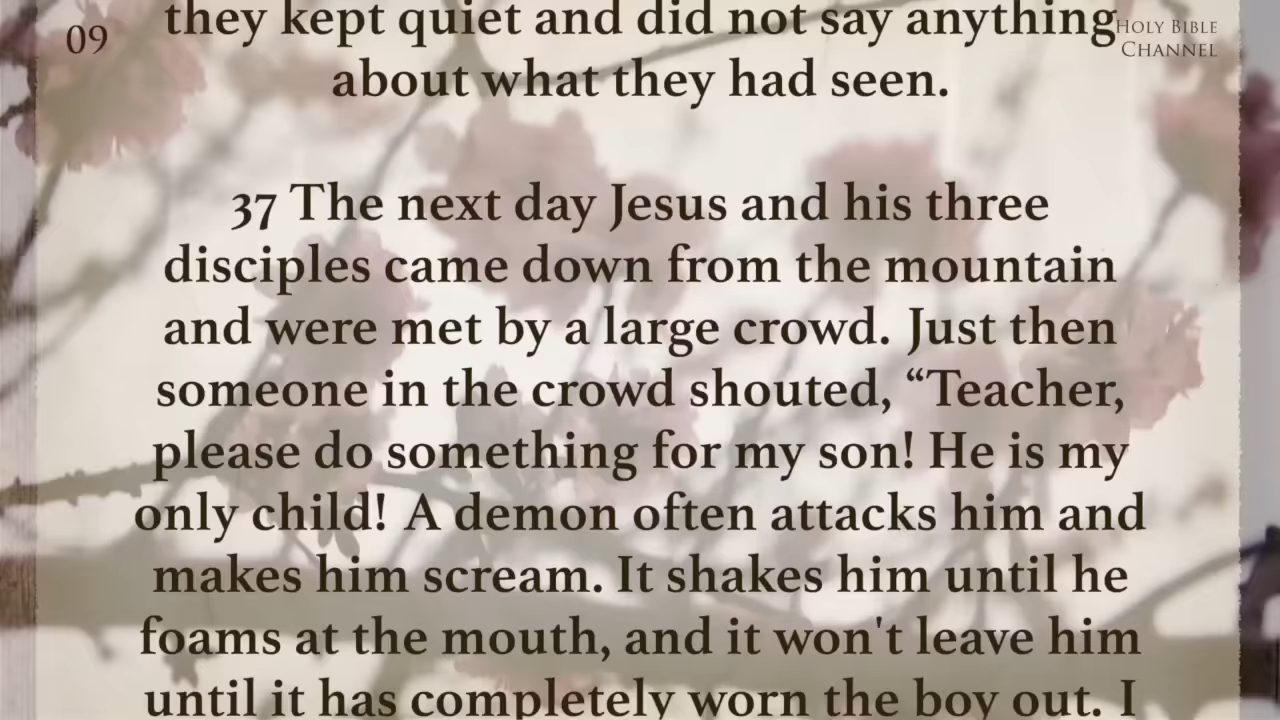 09
HOLY BIBLE
CHANNEL
they kept quiet and did not say anything
about what they had seen.
37 The next day Jesus and his three
disciples came down from the mountain
and were met by a large crowd. Just then
someone in the crowd shouted, “Teacher,
please do something for my son! He is my
only child! A demon often attacks him and
makes him scream. It shakes him until he
foams at the mouth, and it won't leave him
until it has completely worn the boy out. I